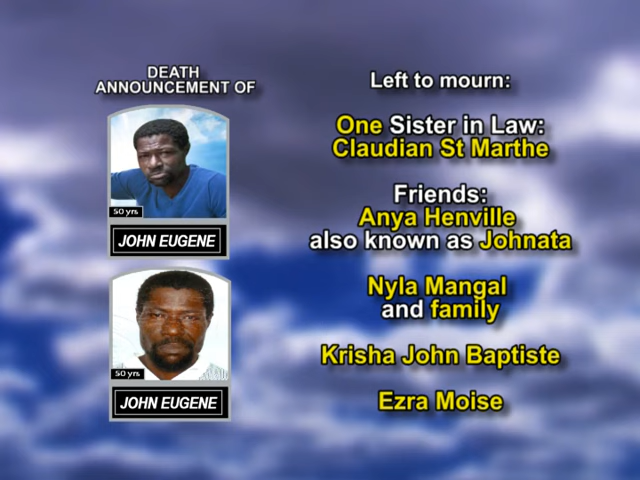 DEATH
ANNOUNCEMENT OF
50 yrs
JOHN EUGENE
50 yrs
JOHN EUGENE
Left to mourn:
One Sister in Law:
Claudian St Marthe
Friends:
Anya Henville
also known as Johnata
Nyla Mangal
and family
Krisha John Baptiste
Ezra Moise